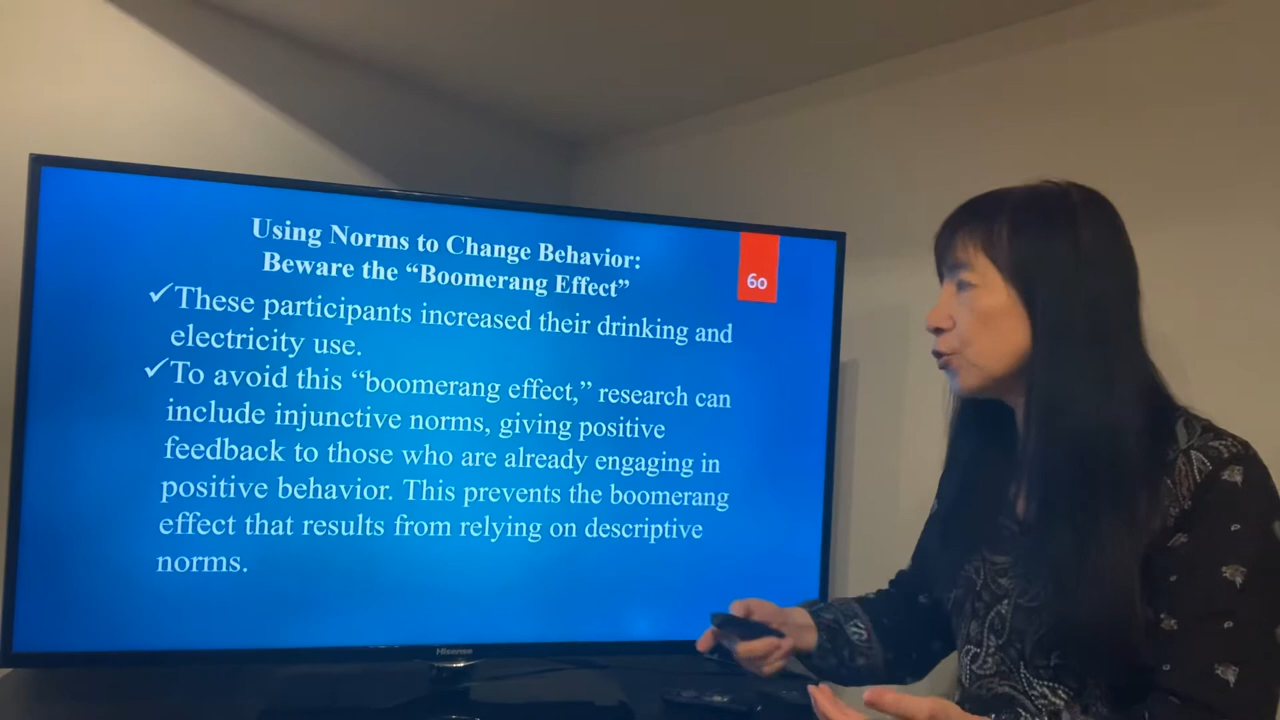 Using Norms to Change Behavior:
Beware the “Boomerang Effect”
60
✓These participants increased their drinking and
electricity use.
✓To avoid this “boomerang effect,” research can
include injunctive norms, giving positive
feedback to those who are already engaging in
positive behavior. This prevents the boomerang
effect that results from relying on descriptive
norms.
Hisense